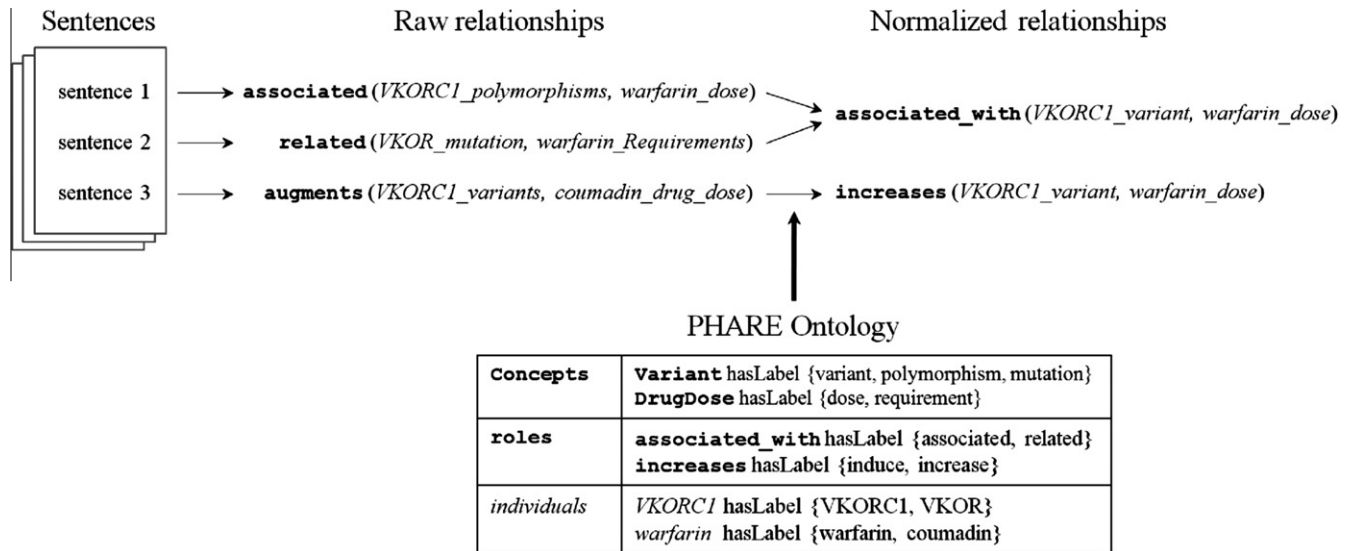 Sentences Raw relationships Normalized relationships
sentence 1 associated(VKORC1_polymorphisms, warfarin_dose)
associated_with(VKORC1_variant, warfarin_dose)
sentence 2 related(VKOR_mutation, warfarin_Requirements)
sentence 3 augments(VKORC1_variants, coumadin_drug_dose) increases(VKORC1_variant, warfarin_dose)
PHARE Ontology
Concepts Variant hasLabel {variant, polymorphism, mutation}
DrugDose hasLabel {dose, requirement}
roles associated_with hasLabel {associated, related}
increases hasLabel {induce, increase}
individuals VKORC1 hasLabel {VKORC1, VKOR}
warfarin hasLabel {warfarin, coumadin}